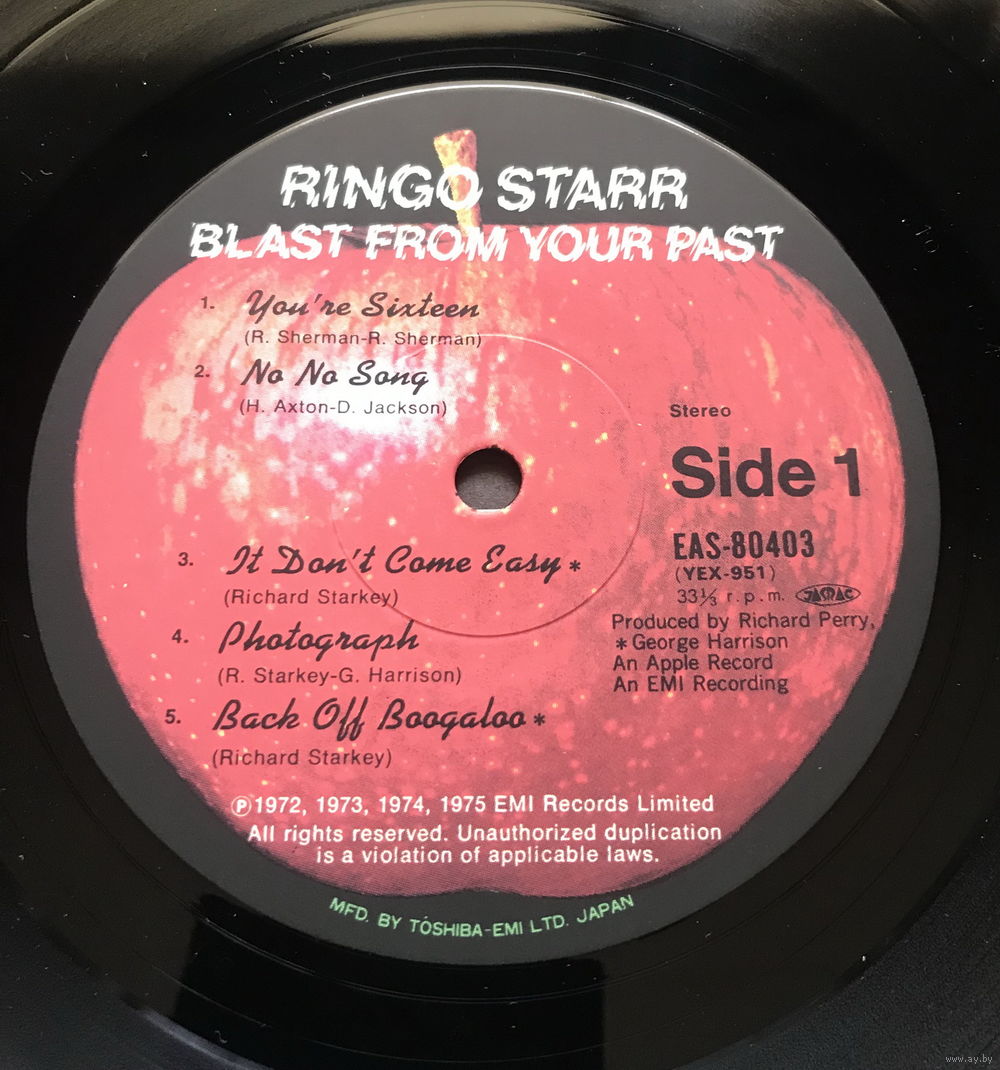 RINGO STARR
BLAST FROM YOUR PAST
1. You're Sixteen
(R. Sherman-R. Sherman)
2. No No Song
(H. Axton-D. Jackson)
Stereo
Side 1
EAS-80403
(YEX-951)
33⅓ r.p.m. JASRAC
3. It Don't Come Easy *
(Richard Starkey)
4. Photograph
(R. Starkey-G. Harrison)
5. Back Off Boogaloo *
(Richard Starkey)
Produced by Richard Perry,
* George Harrison
An Apple Record
An EMI Recording
Ⓟ1972, 1973, 1974, 1975 EMI Records Limited
All rights reserved. Unauthorized duplication
is a violation of applicable laws.
MFD. BY TOSHIBA-EMI LTD. JAPAN
www.ay.by